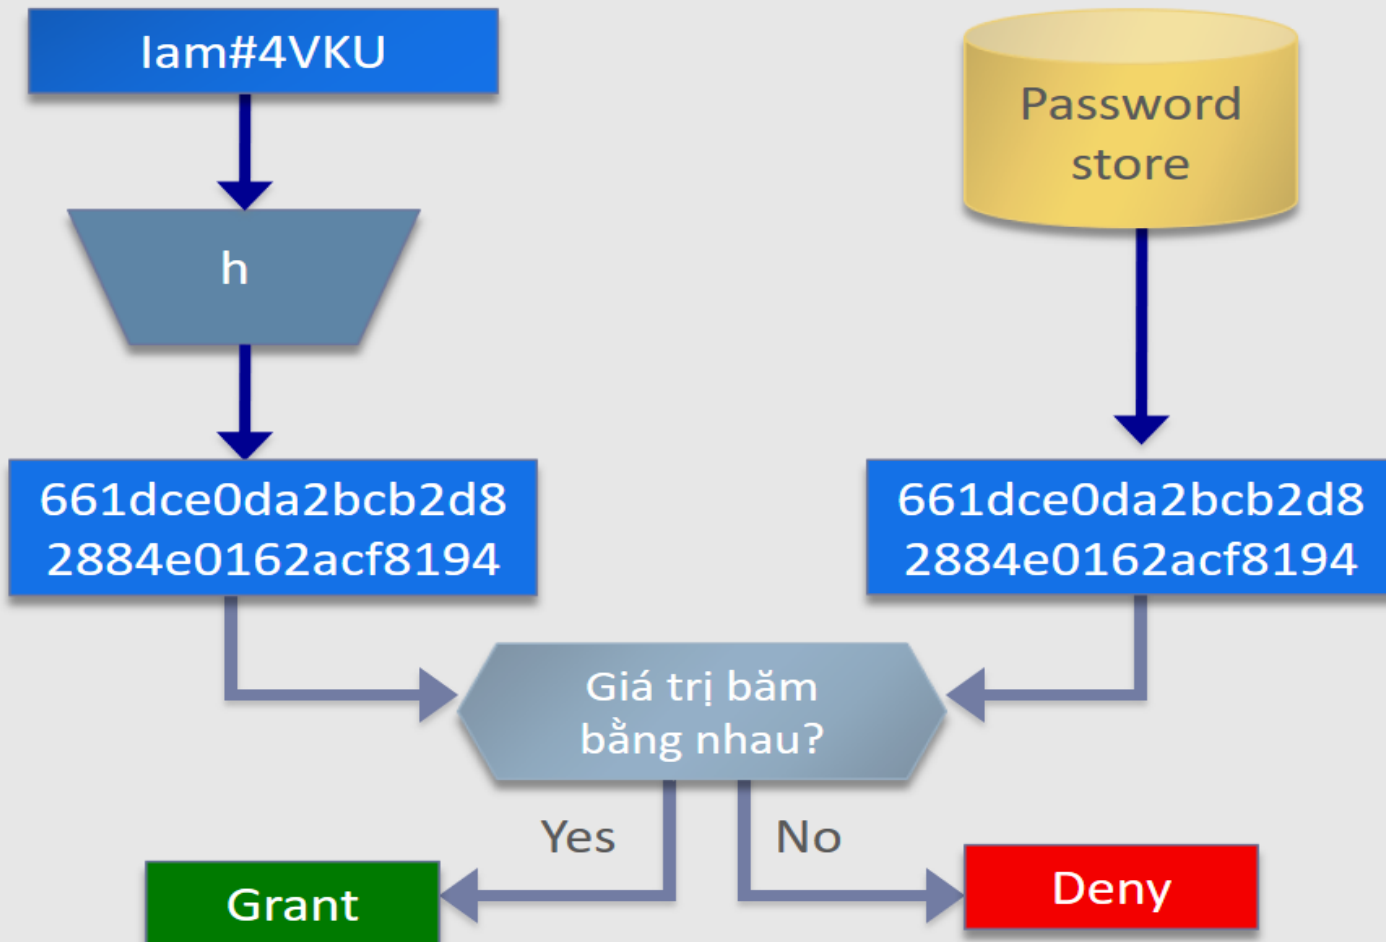 Iam#4VKU
Password
store
h
661dce0da2bcb2d8
2884e0162acf8194
661dce0da2bcb2d8
2884e0162acf8194
Giá trị băm
bằng nhau?
Yes
No
Grant
Deny